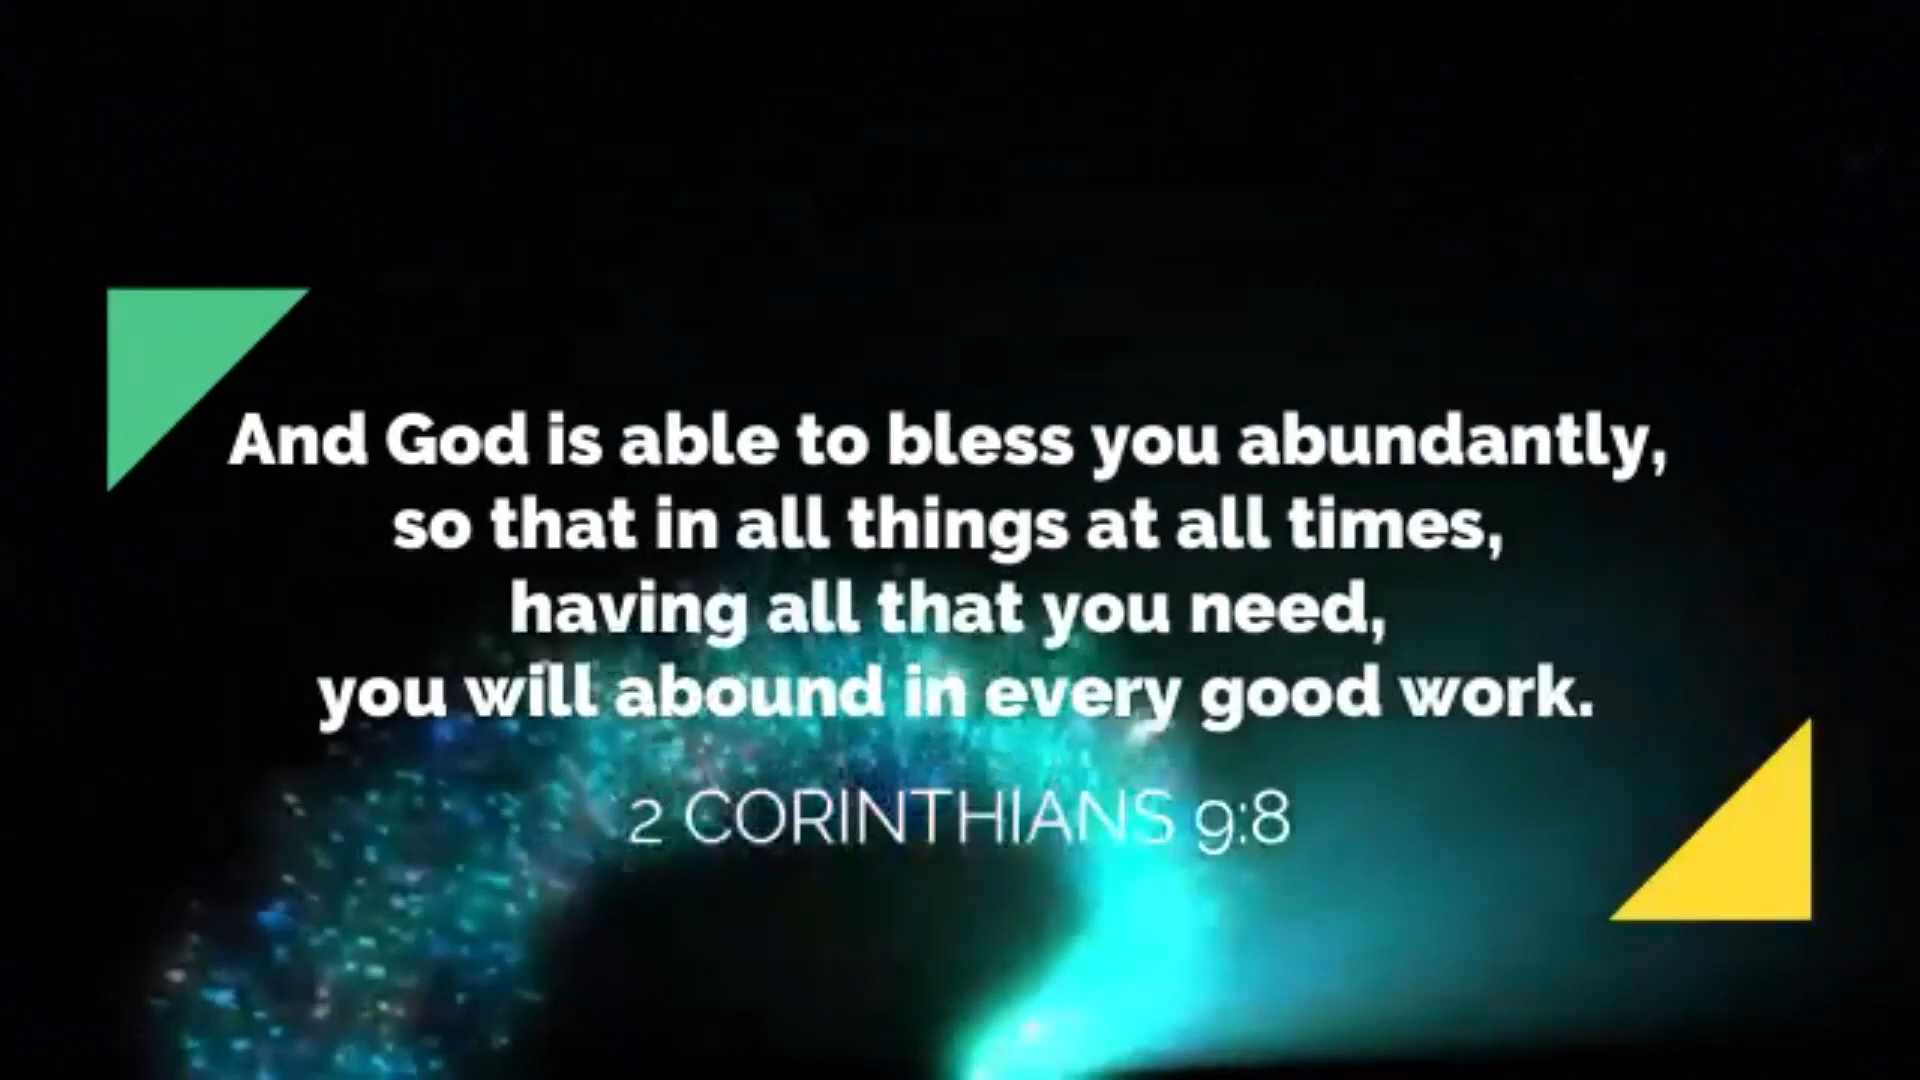 And God is able to bless you abundantly,
so that in all things at all times,
having all that you need,
you will abound in every good work.
2 CORINTHIANS 9:8